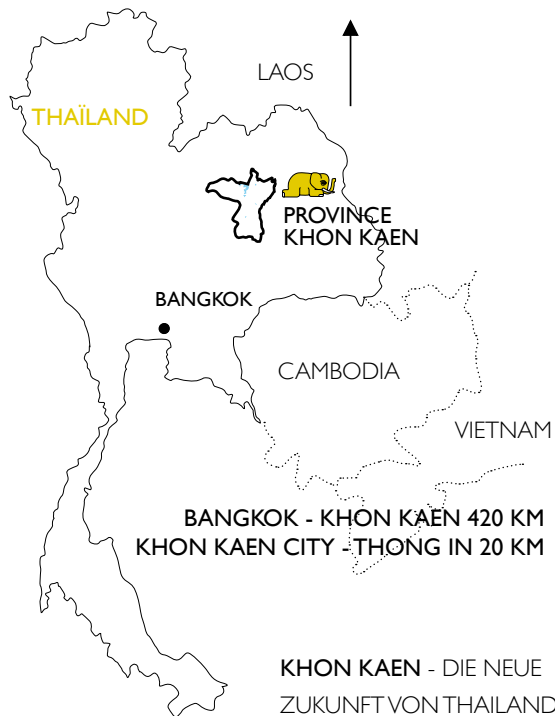 LAOS
THAÏLAND
PROVINCE
KHON KAEN
BANGKOK
CAMBODIA
VIETNAM
BANGKOK - KHON KAEN 420 KM
KHON KAEN CITY - THONG IN 20 KM
KHON KAEN - DIE NEUE
ZUKUNFT VON THAILAND